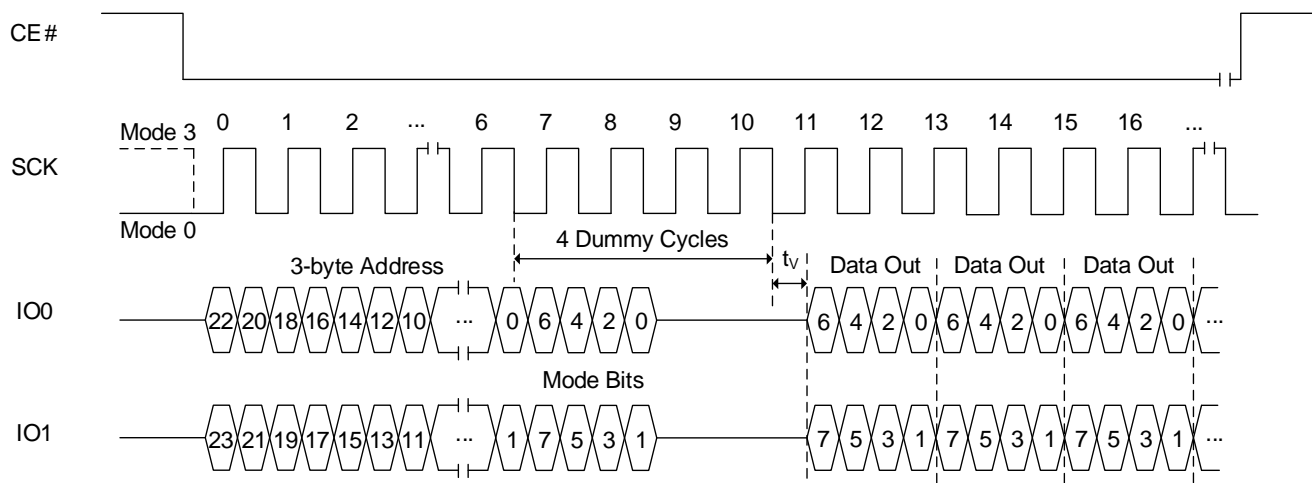 CE#
0 1 2 ... 6 7 8 9 10 11 12 13 14 15 16 ...
Mode 3
SCK
Mode 0
4 Dummy Cycles
3-byte Address tV Data Out Data Out Data Out
IO0 22 20 18 16 14 12 10 ... 0 6 4 2 0 6 4 2 0 6 4 2 0 6 4 2 0 ...
Mode Bits
IO1 23 21 19 17 15 13 11 ... 1 7 5 3 1 7 5 3 1 7 5 3 1 7 5 3 1 ...